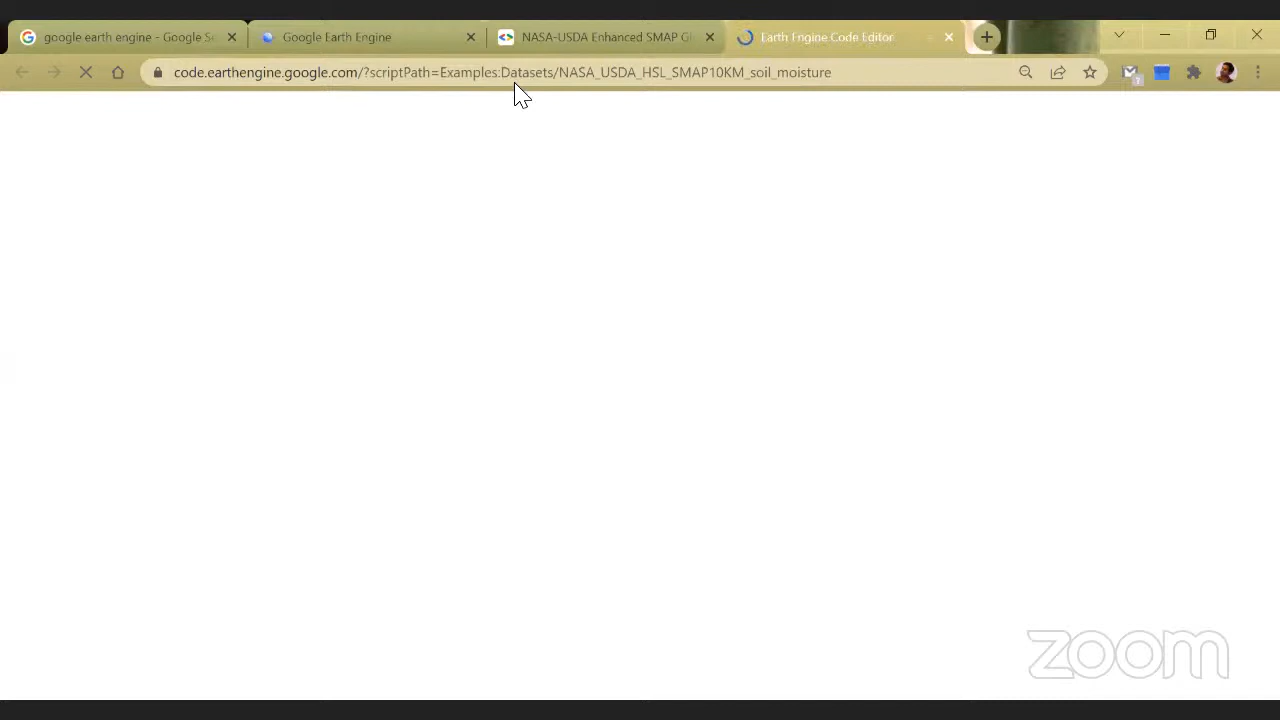 google earth engine - Google Se
Google Earth Engine
NASA-USDA Enhanced SMAP Gl
Earth Engine Code Editor
code.earthengine.google.com/?scriptPath=Examples:Datasets/NASA_USDA_HSL_SMAP10KM_soil_moisture
zoom